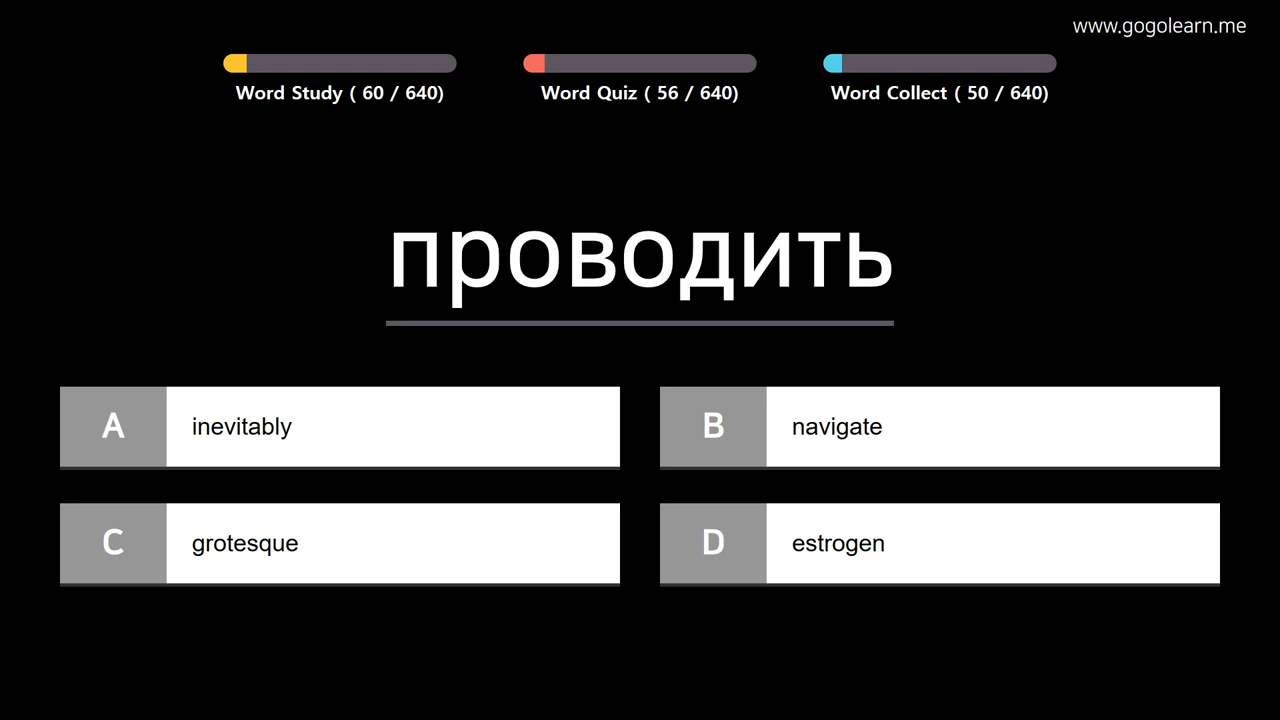 www.gogolearn.me
Word Study ( 60 / 640)
Word Quiz ( 56 / 640)
Word Collect ( 50 / 640)
проводить
A inevitably
B navigate
C grotesque
D estrogen